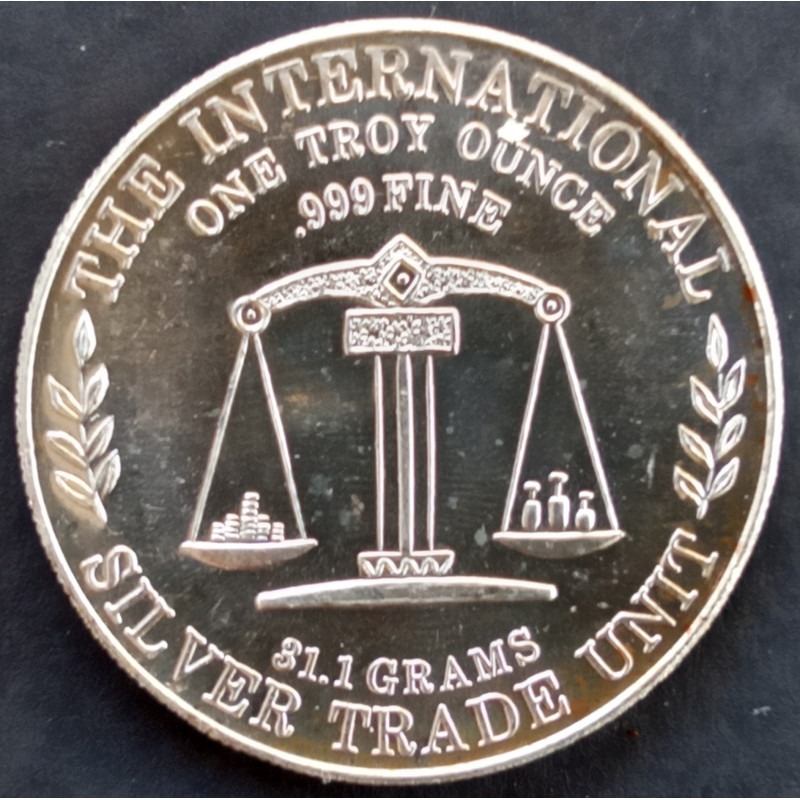 THE INTERNATIONAL
ONE TROY OUNCE
.999 FINE
31.1 GRAMS
SILVER TRADE UNIT